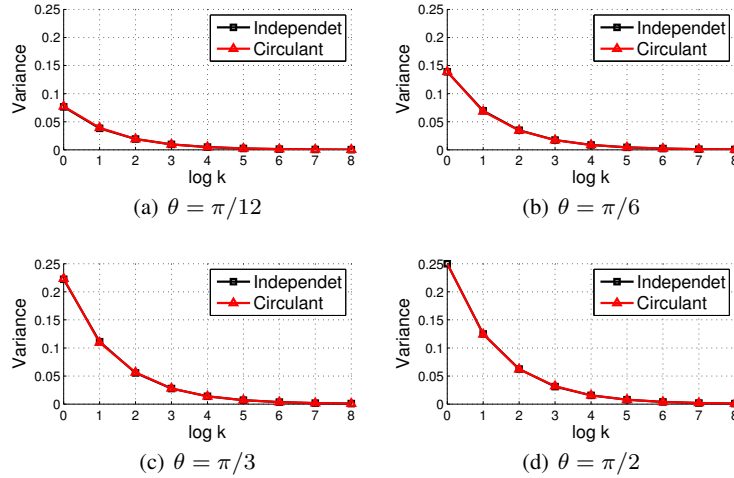 0.25
0.2
0.15
0.1
0.05
0
Variance
Independet
Circulant
0 1 2 3 4 5 6 7 8
log k
(a) θ = π/12
0.25
0.2
0.15
0.1
0.05
0
Variance
Independet
Circulant
0 1 2 3 4 5 6 7 8
log k
(b) θ = π/6
0.25
0.2
0.15
0.1
0.05
0
Variance
Independet
Circulant
0 1 2 3 4 5 6 7 8
log k
(c) θ = π/3
0.25
0.2
0.15
0.1
0.05
0
Variance
Independet
Circulant
0 1 2 3 4 5 6 7 8
log k
(d) θ = π/2